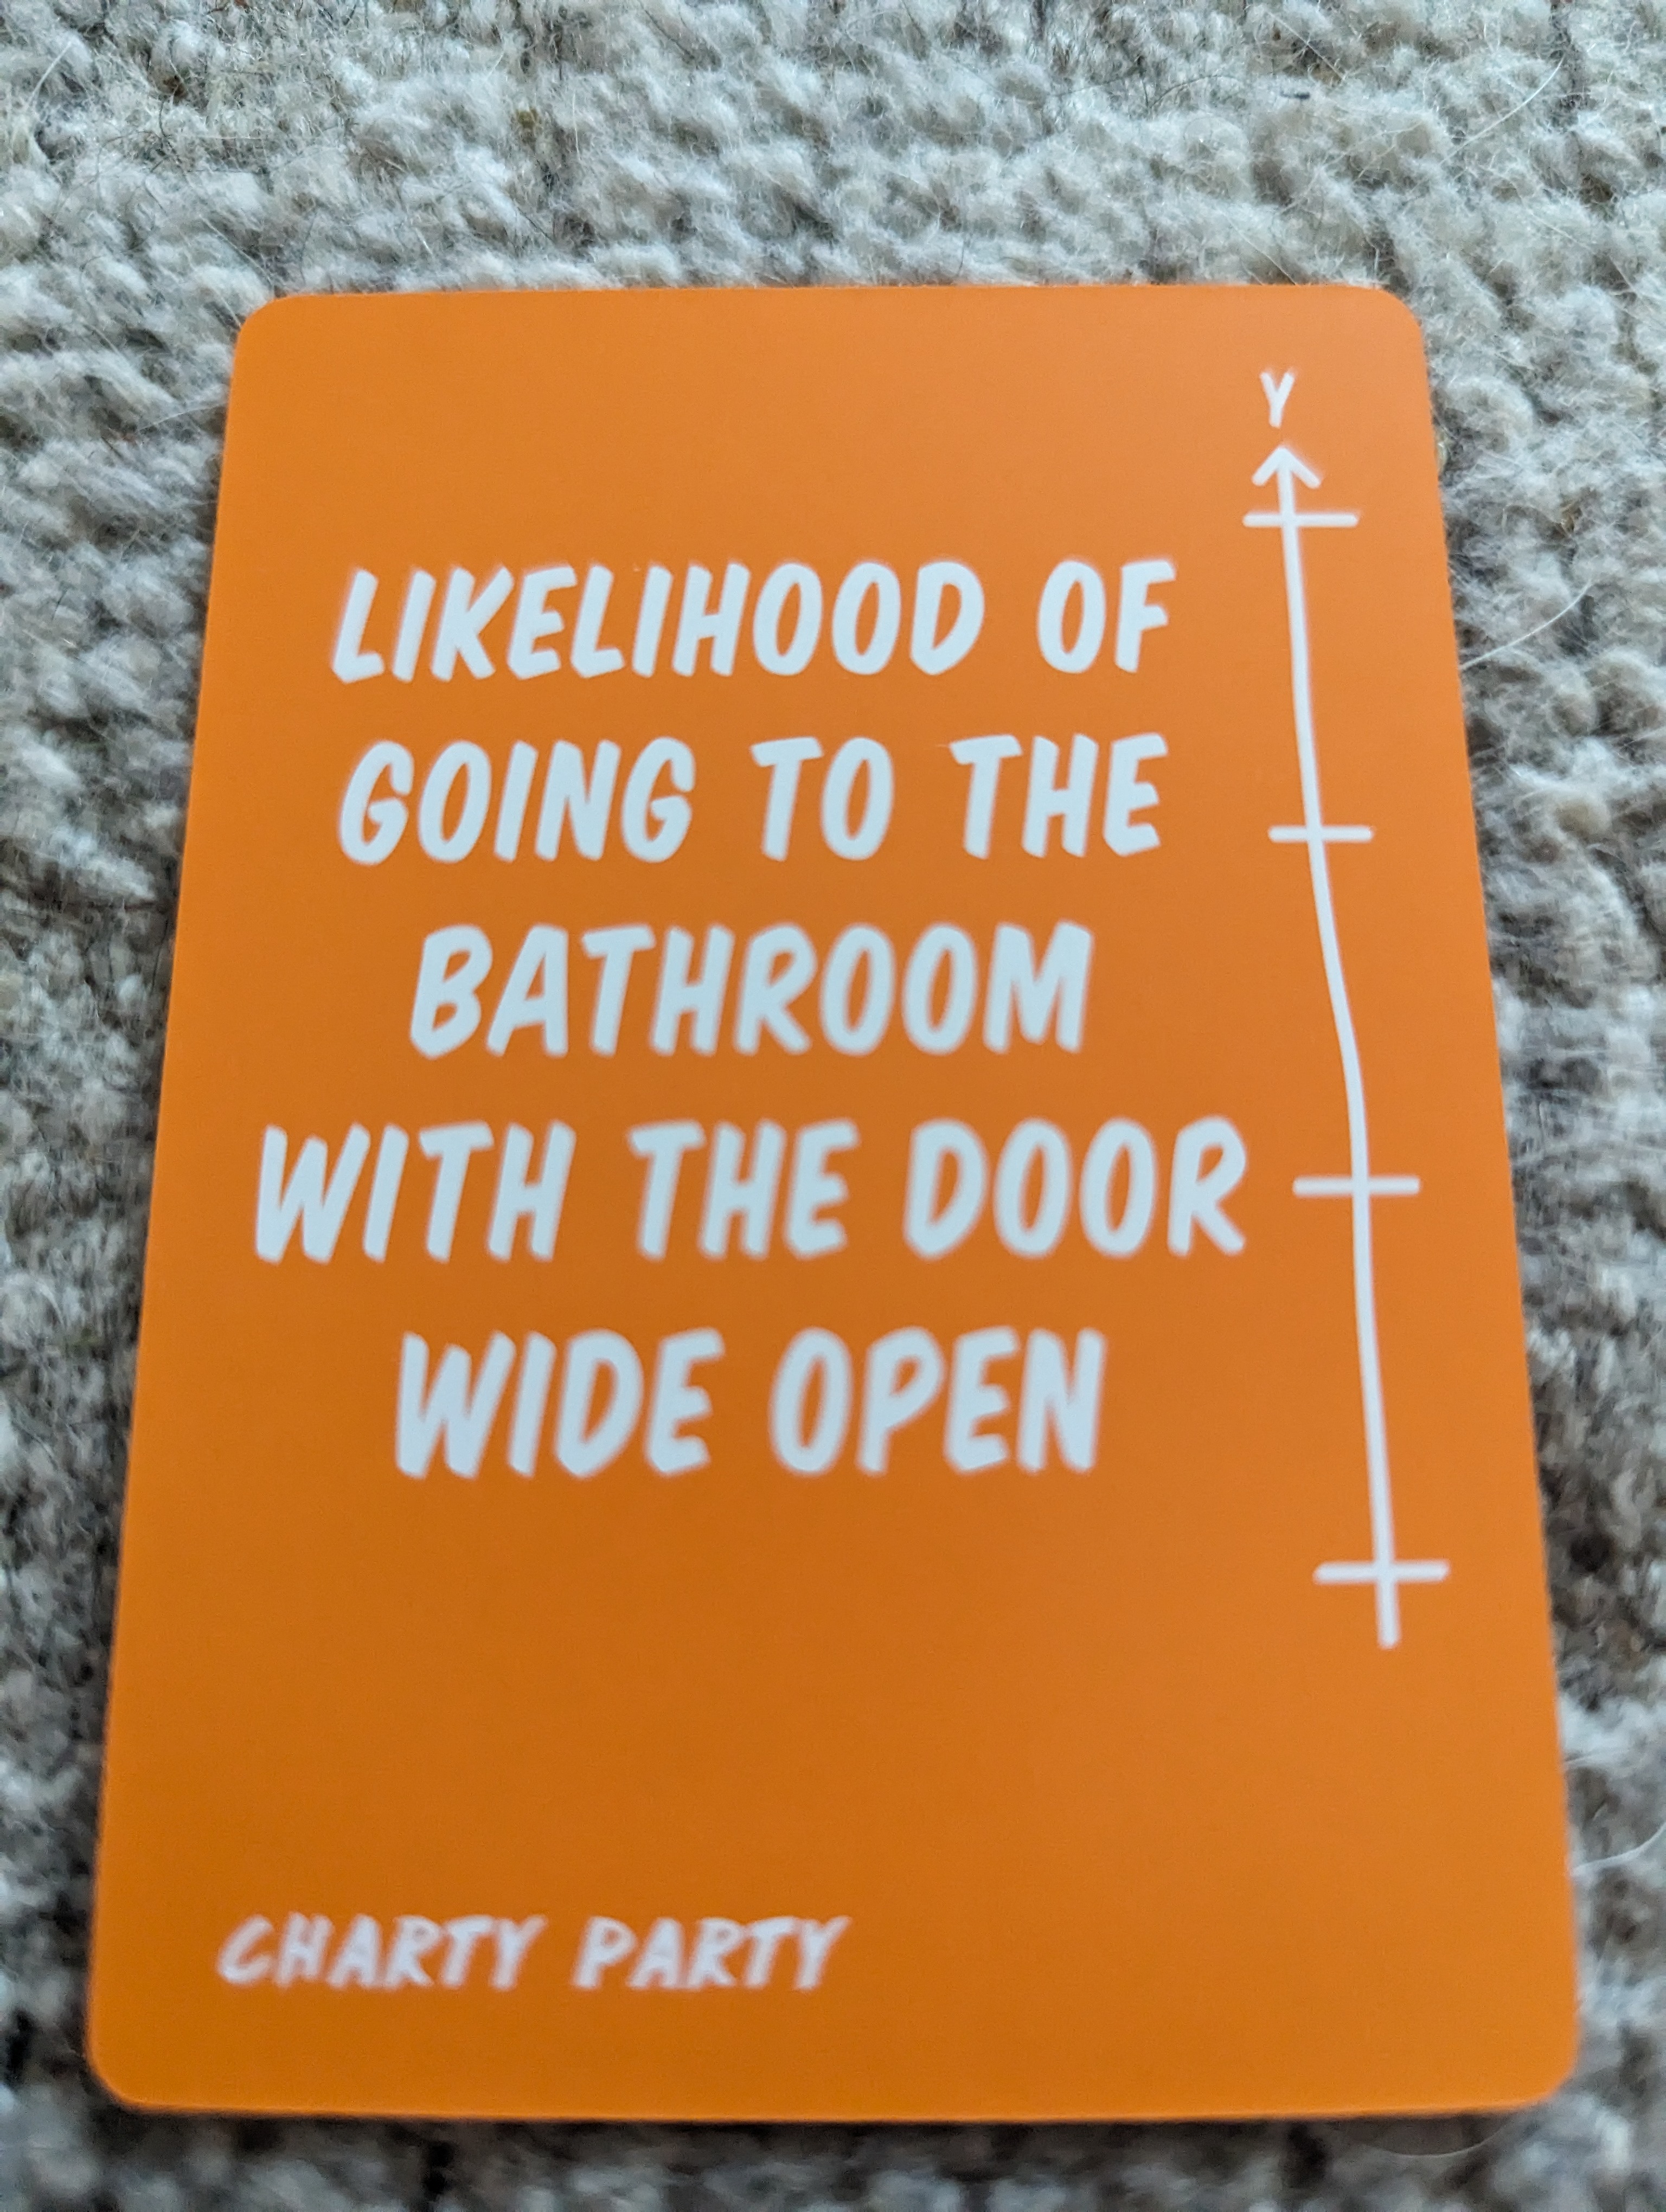 Y
LIKELIHOOD OF
GOING TO THE
BATHROOM
WITH THE DOOR
WIDE OPEN
CHARTY PARTY